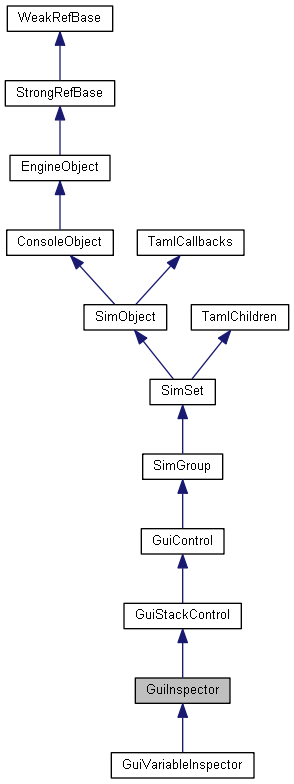 WeakRefBase
StrongRefBase
EngineObject
ConsoleObject
TamlCallbacks
SimObject
TamlChildren
SimSet
SimGroup
GuiControl
GuiStackControl
GuiInspector
GuiVariableInspector